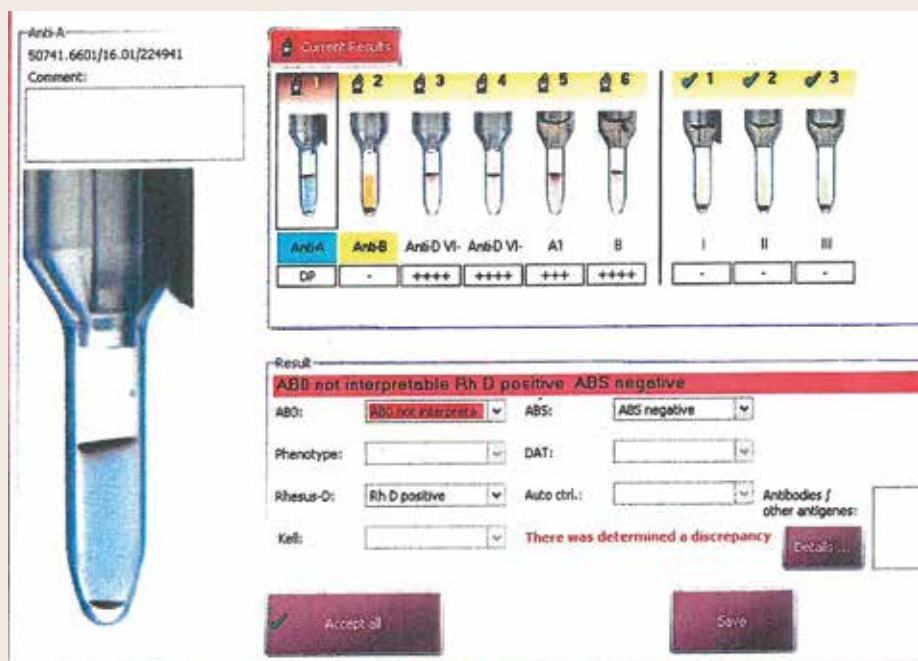 Anti-A
50741.6601/16.01/224941
Comment:
Current Results
1 2 3 4 5 6 1 2 3
Anti-A Anti-B Anti-D VI- Anti-D VI- A1 B I II III
DP - ++++ ++++ +++ ++++ - - -
Result
AB0 not interpretable Rh D positive ABS negative
AB0: AB0 not interpreta ABS: ABS negative
Phenotype: DAT:
Rhesus-D: Rh D positive Auto ctrl.: Antibodies /
other antigenes:
Kell: There was determined a discrepancy Details ...
Accept all Save